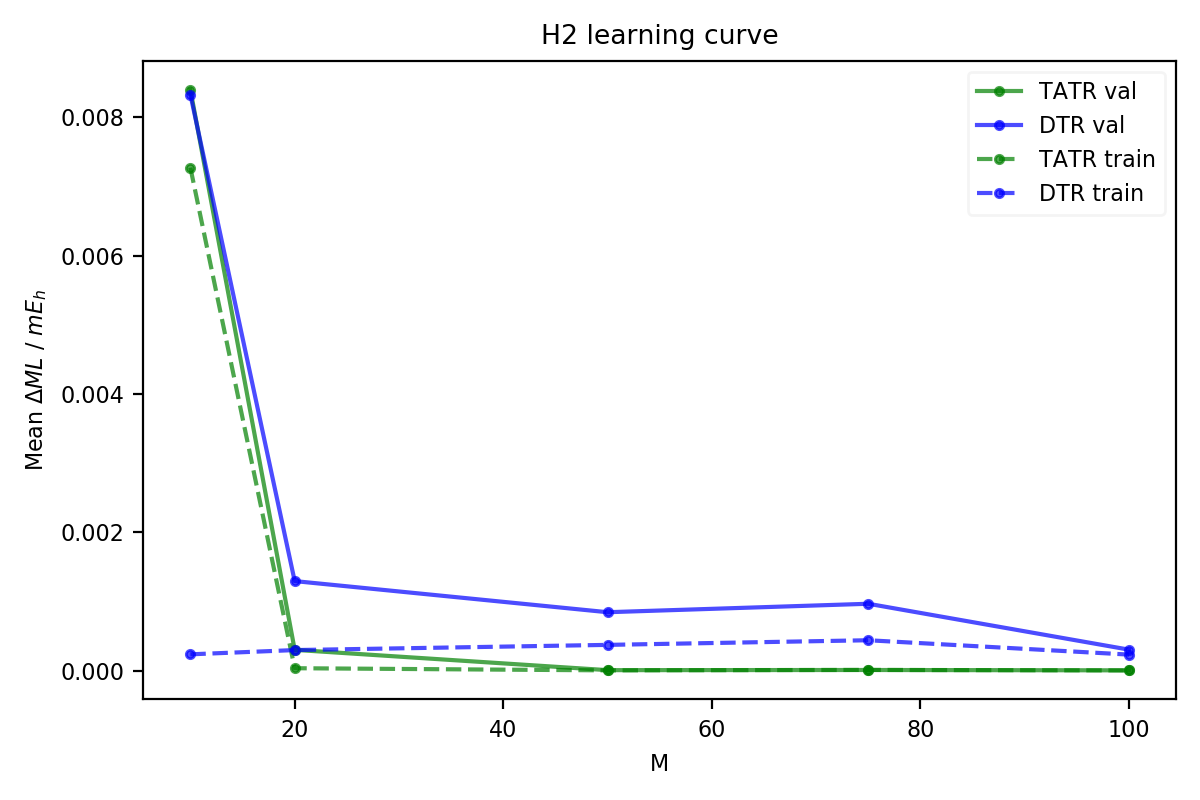 H2 learning curve
Mean ΔML / mE_h
0.008
0.006
0.004
0.002
0.000
20
40
60
80
100
M
TATR val
DTR val
TATR train
DTR train